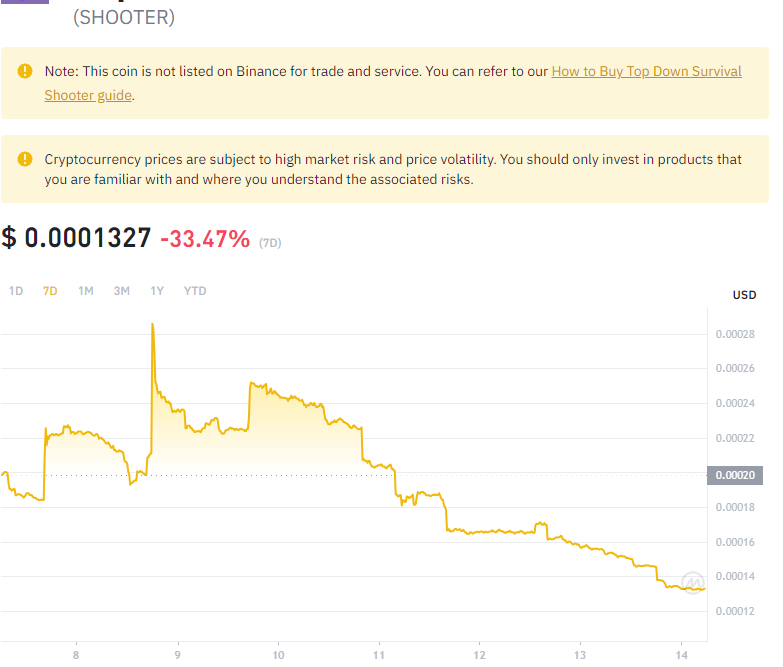 (SHOOTER)
Note: This coin is not listed on Binance for trade and service. You can refer to our How to Buy Top Down Survival
Shooter guide.
Cryptocurrency prices are subject to high market risk and price volatility. You should only invest in products that
you are familiar with and where you understand the associated risks.
$ 0.0001327 -33.47% (7D)
1D 7D 1M 3M 1Y YTD
USD
0.00028
0.00026
0.00024
0.00022
0.00020
0.00018
0.00016
0.00014
0.00012
8 9 10 11 12 13 14